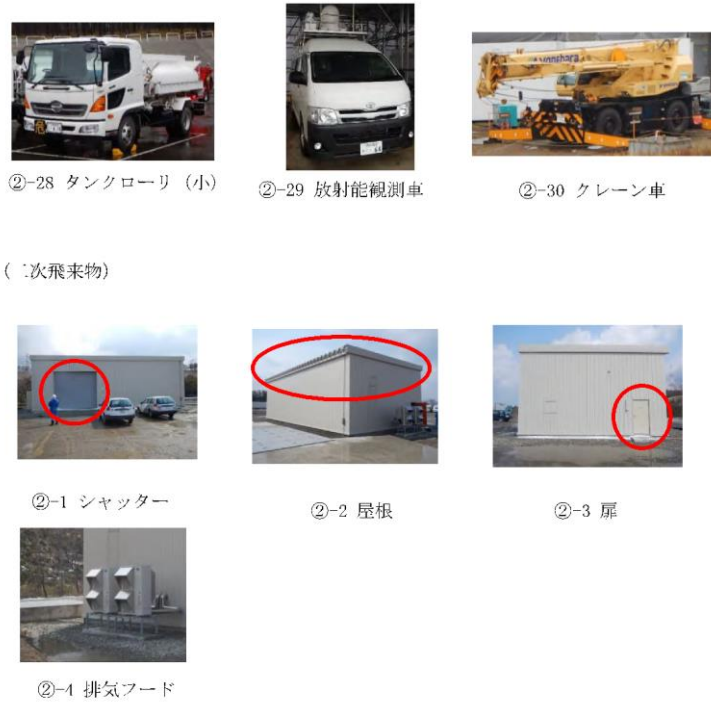 ②-28 タンクローリ (小)
②-29 放射能観測車
②-30 クレーン車
(二次飛来物)
②-1 シャッター
②-2 屋根
②-3 扉
②-4 排気フード